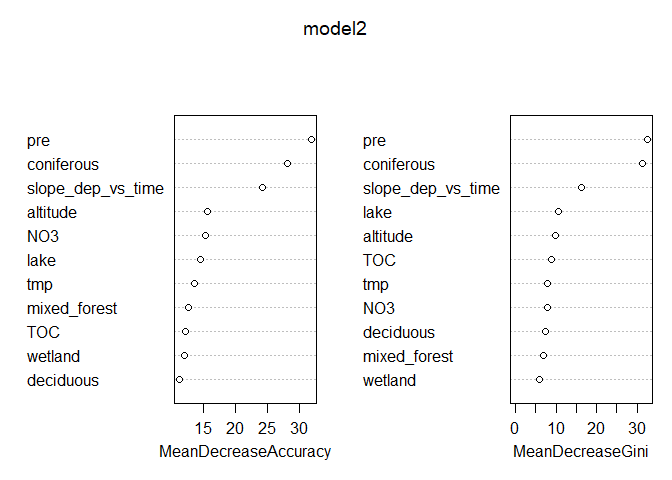 model2
pre
coniferous
slope_dep_vs_time
altitude
NO3
lake
tmp
mixed_forest
TOC
wetland
deciduous
15 20 25 30
MeanDecreaseAccuracy
pre
coniferous
slope_dep_vs_time
lake
altitude
TOC
tmp
NO3
deciduous
mixed_forest
wetland
0 10 20 30
MeanDecreaseGini